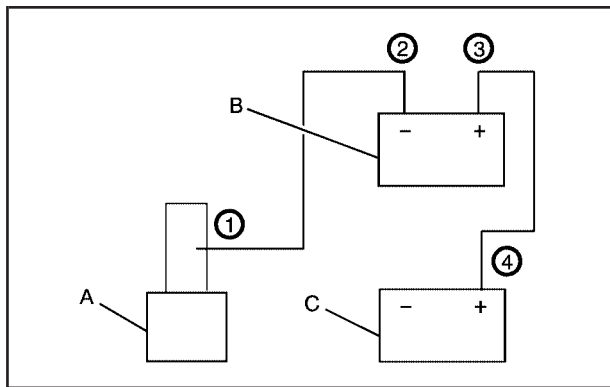 ② ③
B
− +
①
④
A
C
− +